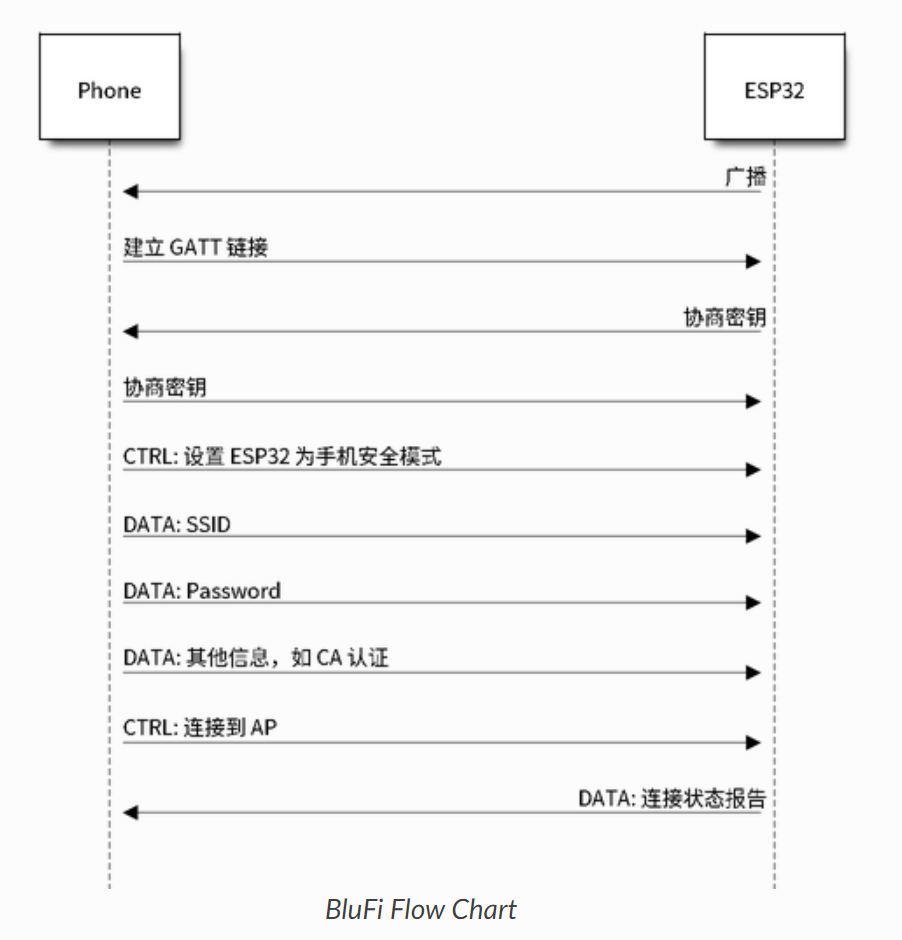 Phone
ESP32
广播
建立 GATT 链接
协商密钥
协商密钥
CTRL: 设置 ESP32 为手机安全模式
DATA: SSID
DATA: Password
DATA: 其他信息，如 CA 认证
CTRL: 连接到 AP
DATA: 连接状态报告
BluFi Flow Chart